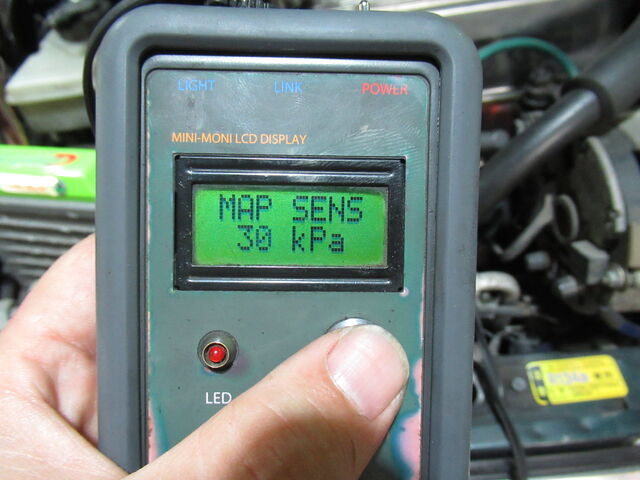 LIGHT LINK POWER
MINI-MONI LCD DISPLAY
MAP SENS
30 kPa
LED